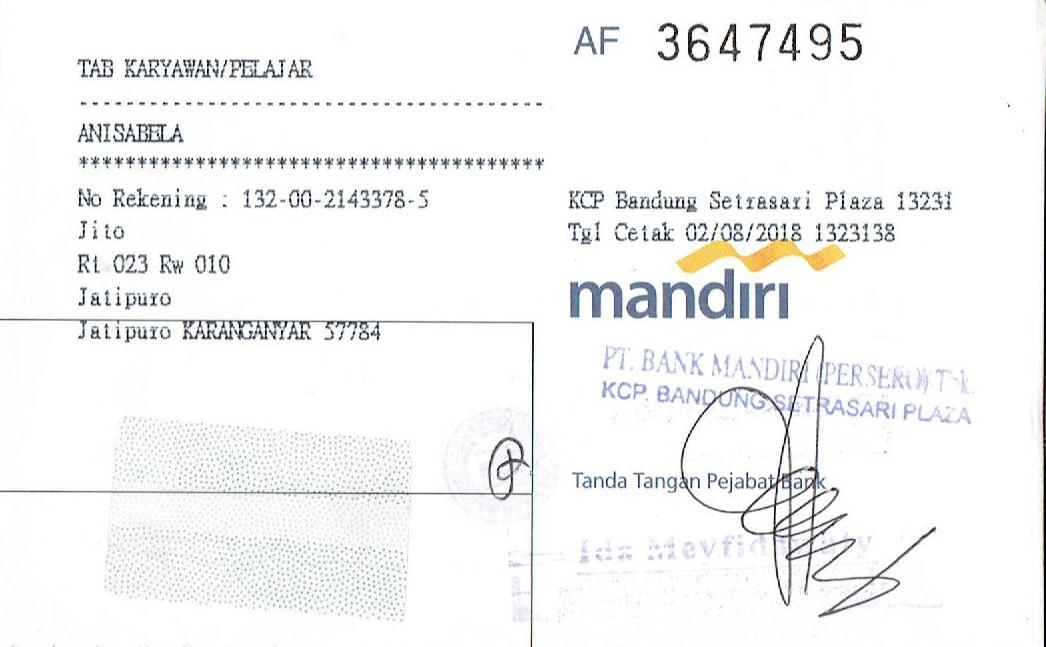 AF 3647495
TAB KARYAWAN/PELAJAR
----------------------------------------
ANISABELA
****************************************
No Rekening : 132-00-2143378-5
Jito
Rt 023 Rw 010
Jatipuro
Jatipuro KARANGANYAR 57784
KCP Bandung Setrasari Plaza 13231
Tgl Cetak 02/08/2018 1323138
mandiri
PT. BANK MANDIRI (PERSERO) Tbk.
KCP. BANDUNG SETRASARI PLAZA
Tanda Tangan Pejabat Bank
Ida